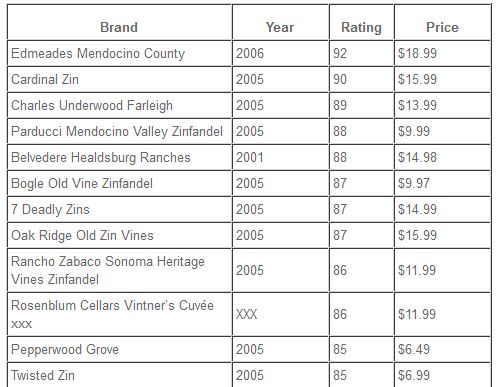 Brand Year Rating Price
Edmeades Mendocino County 2006 92 $18.99
Cardinal Zin 2005 90 $15.99
Charles Underwood Farleigh 2005 89 $13.99
Parducci Mendocino Valley Zinfandel 2005 88 $9.99
Belvedere Healdsburg Ranches 2001 88 $14.98
Bogle Old Vine Zinfandel 2005 87 $9.97
7 Deadly Zins 2005 87 $14.99
Oak Ridge Old Zin Vines 2005 87 $15.99
Rancho Zabaco Sonoma Heritage
Vines Zinfandel 2005 86 $11.99
Rosenblum Cellars Vintner’s Cuvée
xxx XXX 86 $11.99
Pepperwood Grove 2005 85 $6.49
Twisted Zin 2005 85 $6.99